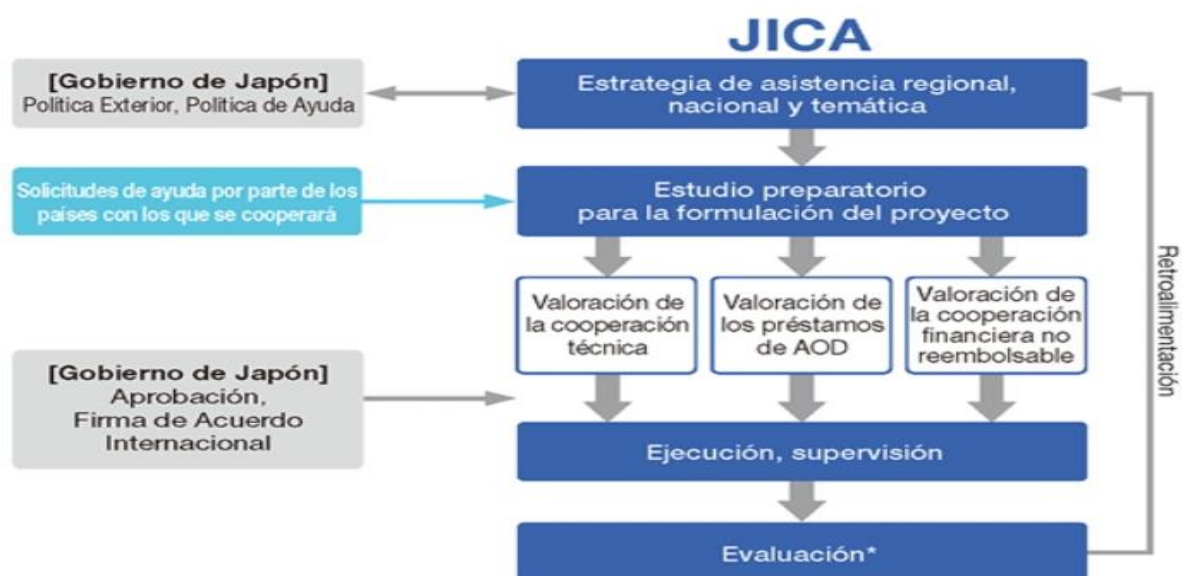 JICA
[Gobierno de Japón]
Política Exterior, Política de Ayuda
Estrategia de asistencia regional,
nacional y temática
Solicitudes de ayuda por parte de los
países con los que se cooperará
Estudio preparatorio
para la formulación del proyecto
Valoración de
la cooperación
técnica
Valoración de
los préstamos
de AOD
Valoración de
la cooperación
financiera no
reembolsable
Retroalimentación
[Gobierno de Japón]
Aprobación,
Firma de Acuerdo
Internacional
Ejecución, supervisión
Evaluación*